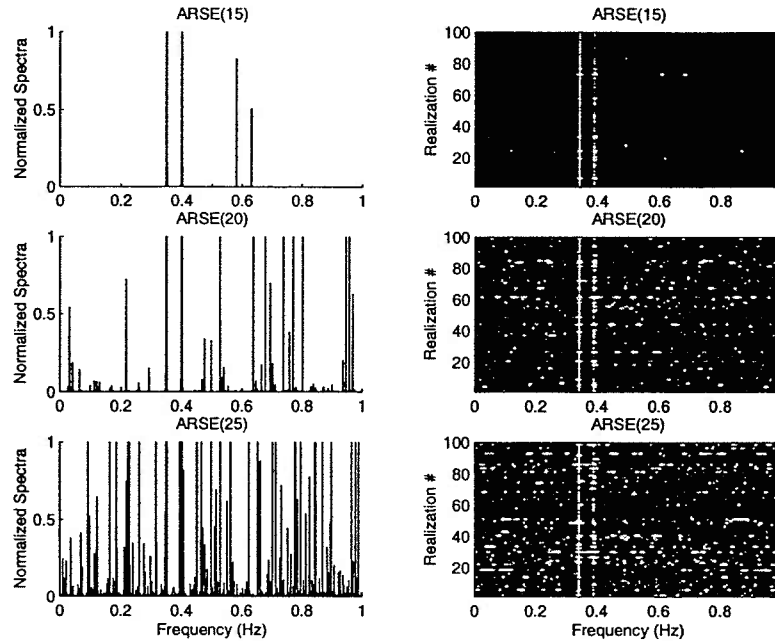 ARSE(15)
Normalized Spectra
1
0.5
0
0 0.2 0.4 0.6 0.8 1
ARSE(15)
Realization #
100
80
60
40
20
0 0.2 0.4 0.6 0.8
ARSE(20)
Normalized Spectra
1
0.5
0
0 0.2 0.4 0.6 0.8 1
ARSE(20)
Realization #
100
80
60
40
20
0 0.2 0.4 0.6 0.8
ARSE(25)
Normalized Spectra
1
0.5
0
0 0.2 0.4 0.6 0.8 1
Frequency (Hz)
ARSE(25)
Realization #
100
80
60
40
20
0 0.2 0.4 0.6 0.8
Frequency (Hz)